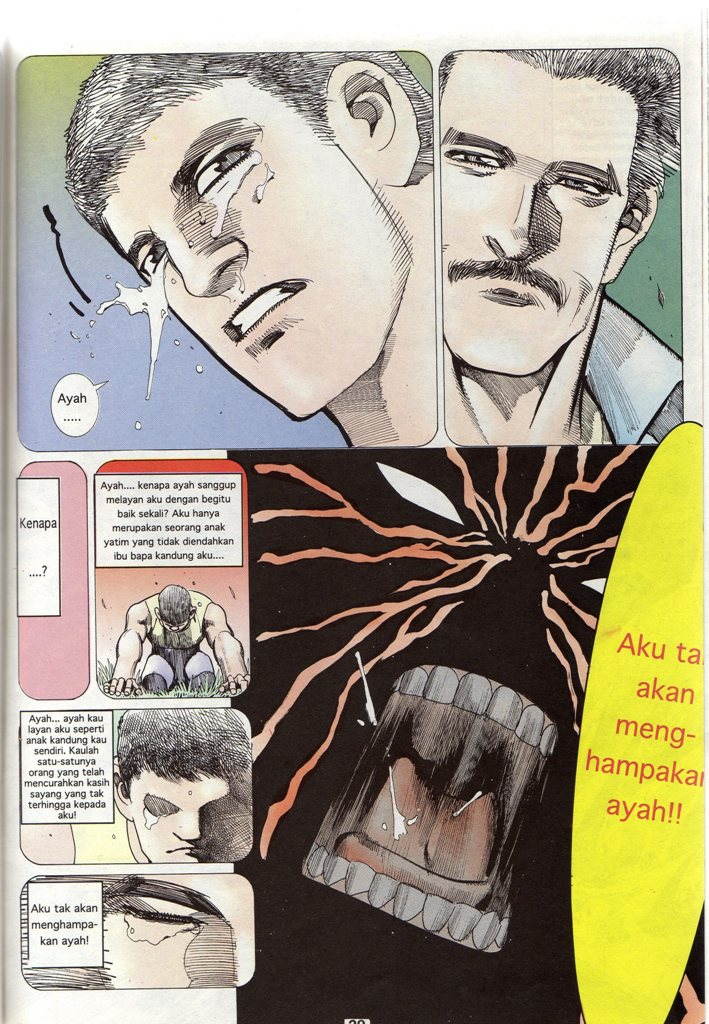 Ayah
.....
Kenapa
....?
Ayah.... kenapa ayah sanggup
melayan aku dengan begitu
baik sekali? Aku hanya
merupakan seorang anak
yatim yang tidak diendahkan
ibu bapa kandung aku....
Ayah... ayah kau
layan aku seperti
anak kandung kau
sendiri. Kaulah
satu-satunya
orang yang telah
mencurahkan kasih
sayang yang tak
terhingga kepada
aku!
Aku tak akan
menghampa-
kan ayah!
Aku ta
akan
meng-
hampakan
ayah!!